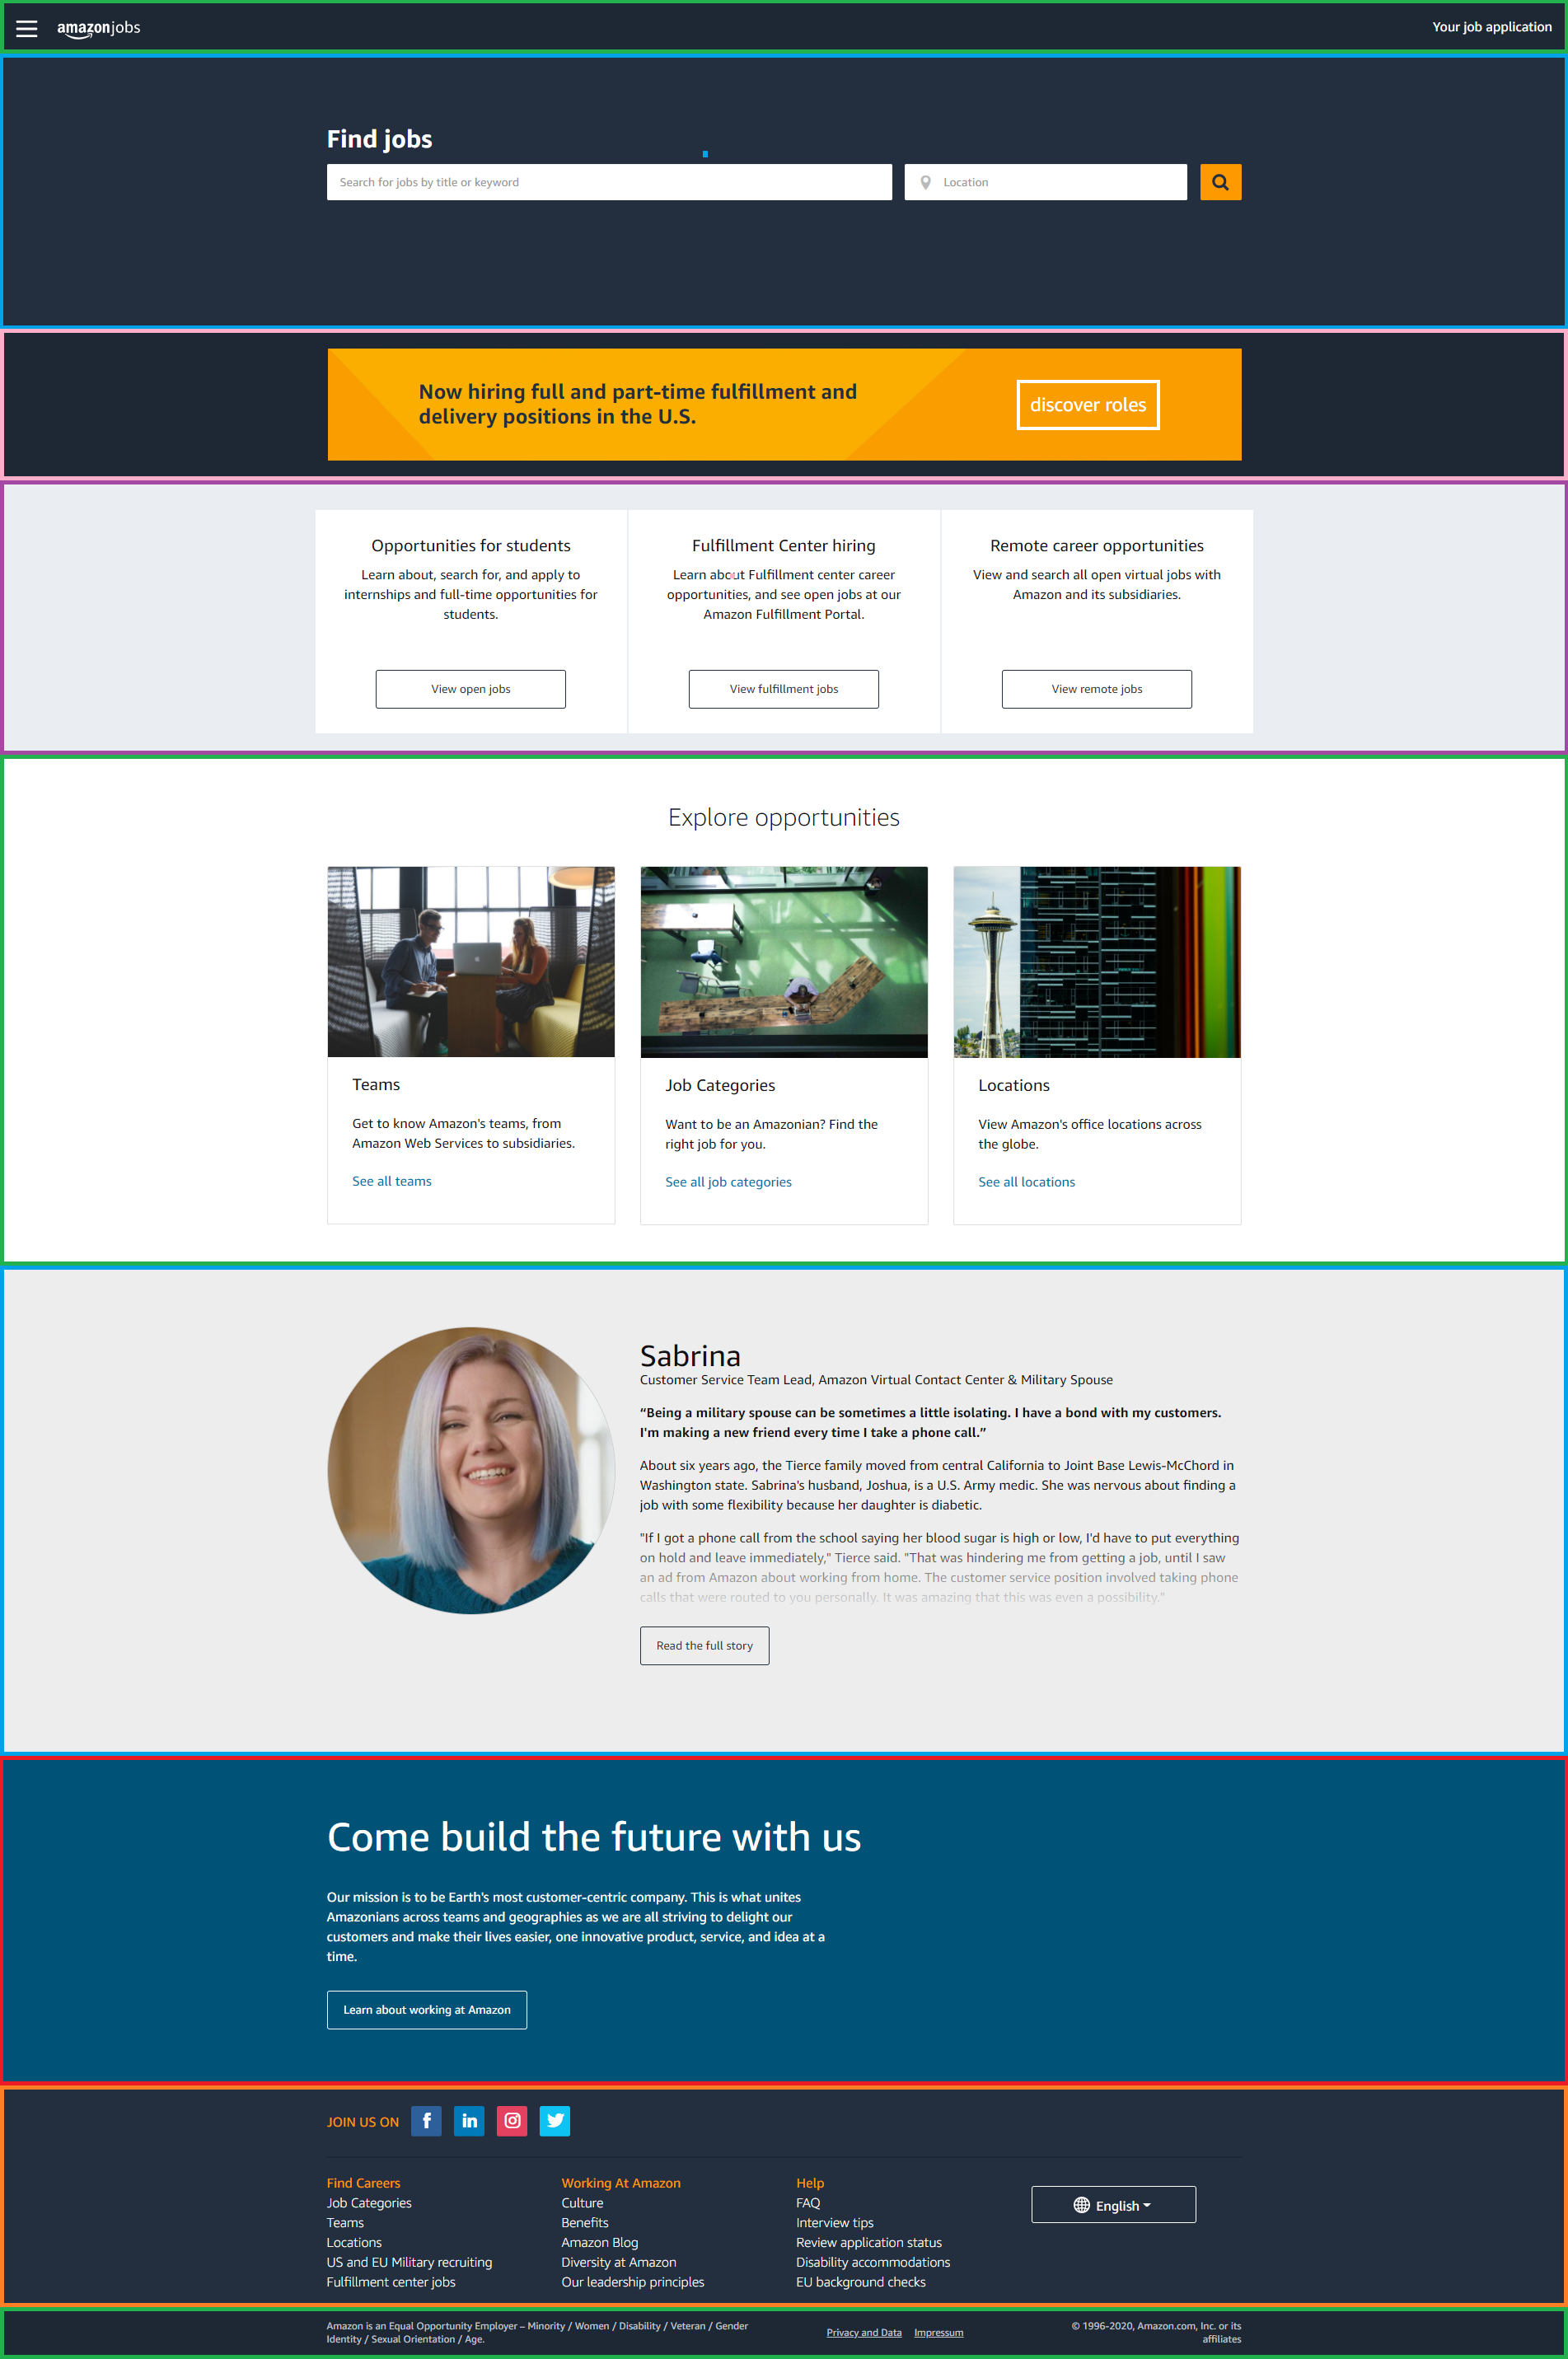 amazonjobs
Your job application
Find jobs
Search for jobs by title or keyword
Location
Now hiring full and part-time fulfillment and
delivery positions in the U.S.
discover roles
Opportunities for students
Learn about, search for, and apply to
internships and full-time opportunities for
students.
View open jobs
Fulfillment Center hiring
Learn about Fulfillment center career
opportunities, and see open jobs at our
Amazon Fulfillment Portal.
View fulfillment jobs
Remote career opportunities
View and search all open virtual jobs with
Amazon and its subsidiaries.
View remote jobs
Explore opportunities
Teams
Get to know Amazon's teams, from
Amazon Web Services to subsidiaries.
See all teams
Job Categories
Want to be an Amazonian? Find the
right job for you.
See all job categories
Locations
View Amazon's office locations across
the globe.
See all locations
Sabrina
Customer Service Team Lead, Amazon Virtual Contact Center & Military Spouse
“Being a military spouse can be sometimes a little isolating. I have a bond with my customers.
I'm making a new friend every time I take a phone call.”
About six years ago, the Tierce family moved from central California to Joint Base Lewis-McChord in
Washington state. Sabrina's husband, Joshua, is a U.S. Army medic. She was nervous about finding a
job with some flexibility because her daughter is diabetic.
"If I got a phone call from the school saying her blood sugar is high or low, I'd have to put everything
on hold and leave immediately," Tierce said. "That was hindering me from getting a job, until I saw
an ad from Amazon about working from home. The customer service position involved taking phone
calls that were routed to you personally. It was amazing that this was even a possibility."
Read the full story
Come build the future with us
Our mission is to be Earth's most customer-centric company. This is what unites
Amazonians across teams and geographies as we are all striving to delight our
customers and make their lives easier, one innovative product, service, and idea at a
time.
Learn about working at Amazon
JOIN US ON
Find Careers
Job Categories
Teams
Locations
US and EU Military recruiting
Fulfillment center jobs
Working At Amazon
Culture
Benefits
Amazon Blog
Diversity at Amazon
Our leadership principles
Help
FAQ
Interview tips
Review application status
Disability accommodations
EU background checks
English
Amazon is an Equal Opportunity Employer – Minority / Women / Disability / Veteran / Gender
Identity / Sexual Orientation / Age.
Privacy and Data
Impressum
© 1996-2020, Amazon.com, Inc. or its
affiliates